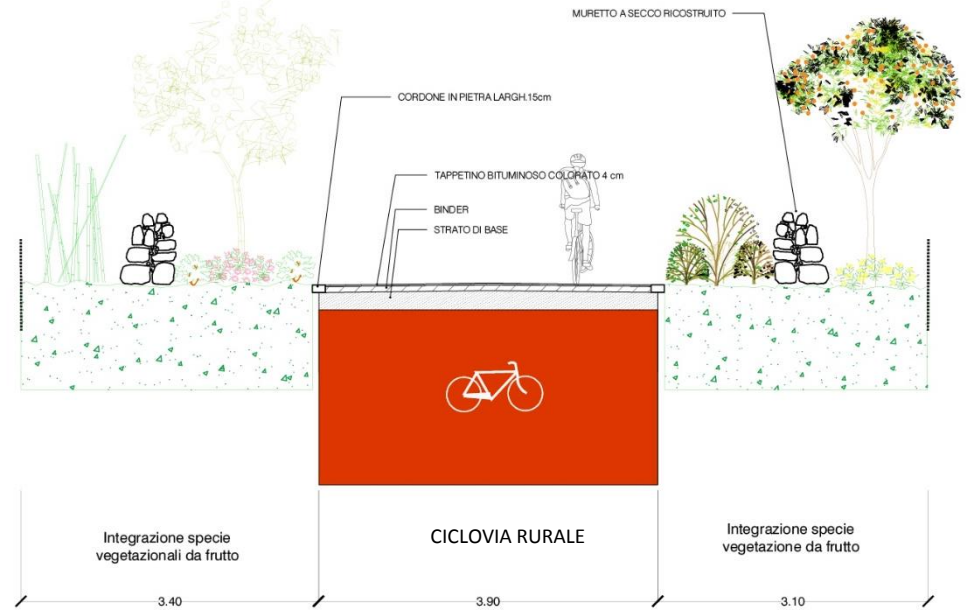 MURETTO A SECCO RICOSTRUITO
CORDONE IN PIETRA LARGH.15cm
TAPPETINO BITUMINOSO COLORATO 4 cm
BINDER
STRATO DI BASE
Integrazione specie
vegetazionali da frutto
CICLOVIA RURALE
Integrazione specie
vegetazione da frutto
3.40
3.90
3.10